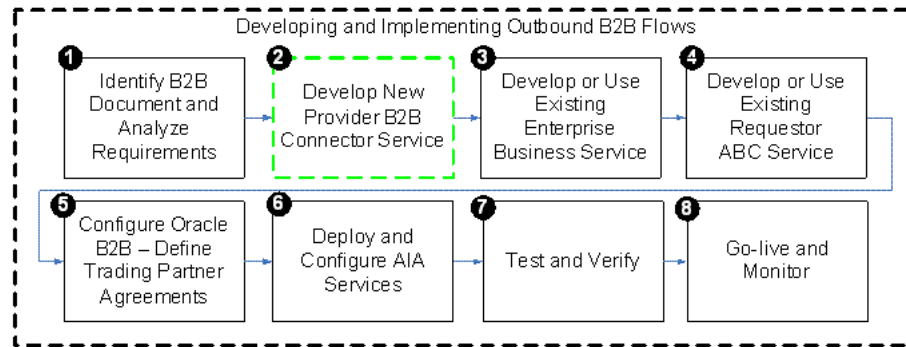 Developing and Implementing Outbound B2B Flows
1
Identify B2B
Document and
Analyze
Requirements
2
Develop New
Provider B2B
Connector Service
3
Develop or Use
Existing
Enterprise
Business Service
4
Develop or Use
Existing
Requestor
ABC Service
5
Configure Oracle
B2B – Define
Trading Partner
Agreements
6
Deploy and
Configure AIA
Services
7
Test and Verify
8
Go-live and
Monitor